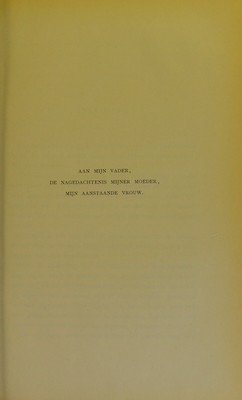 AAN MIJN VADER,
DE NAGEDACHTENIS MIJNER MOEDER,
MIJN AANSTAANDE VROUW.